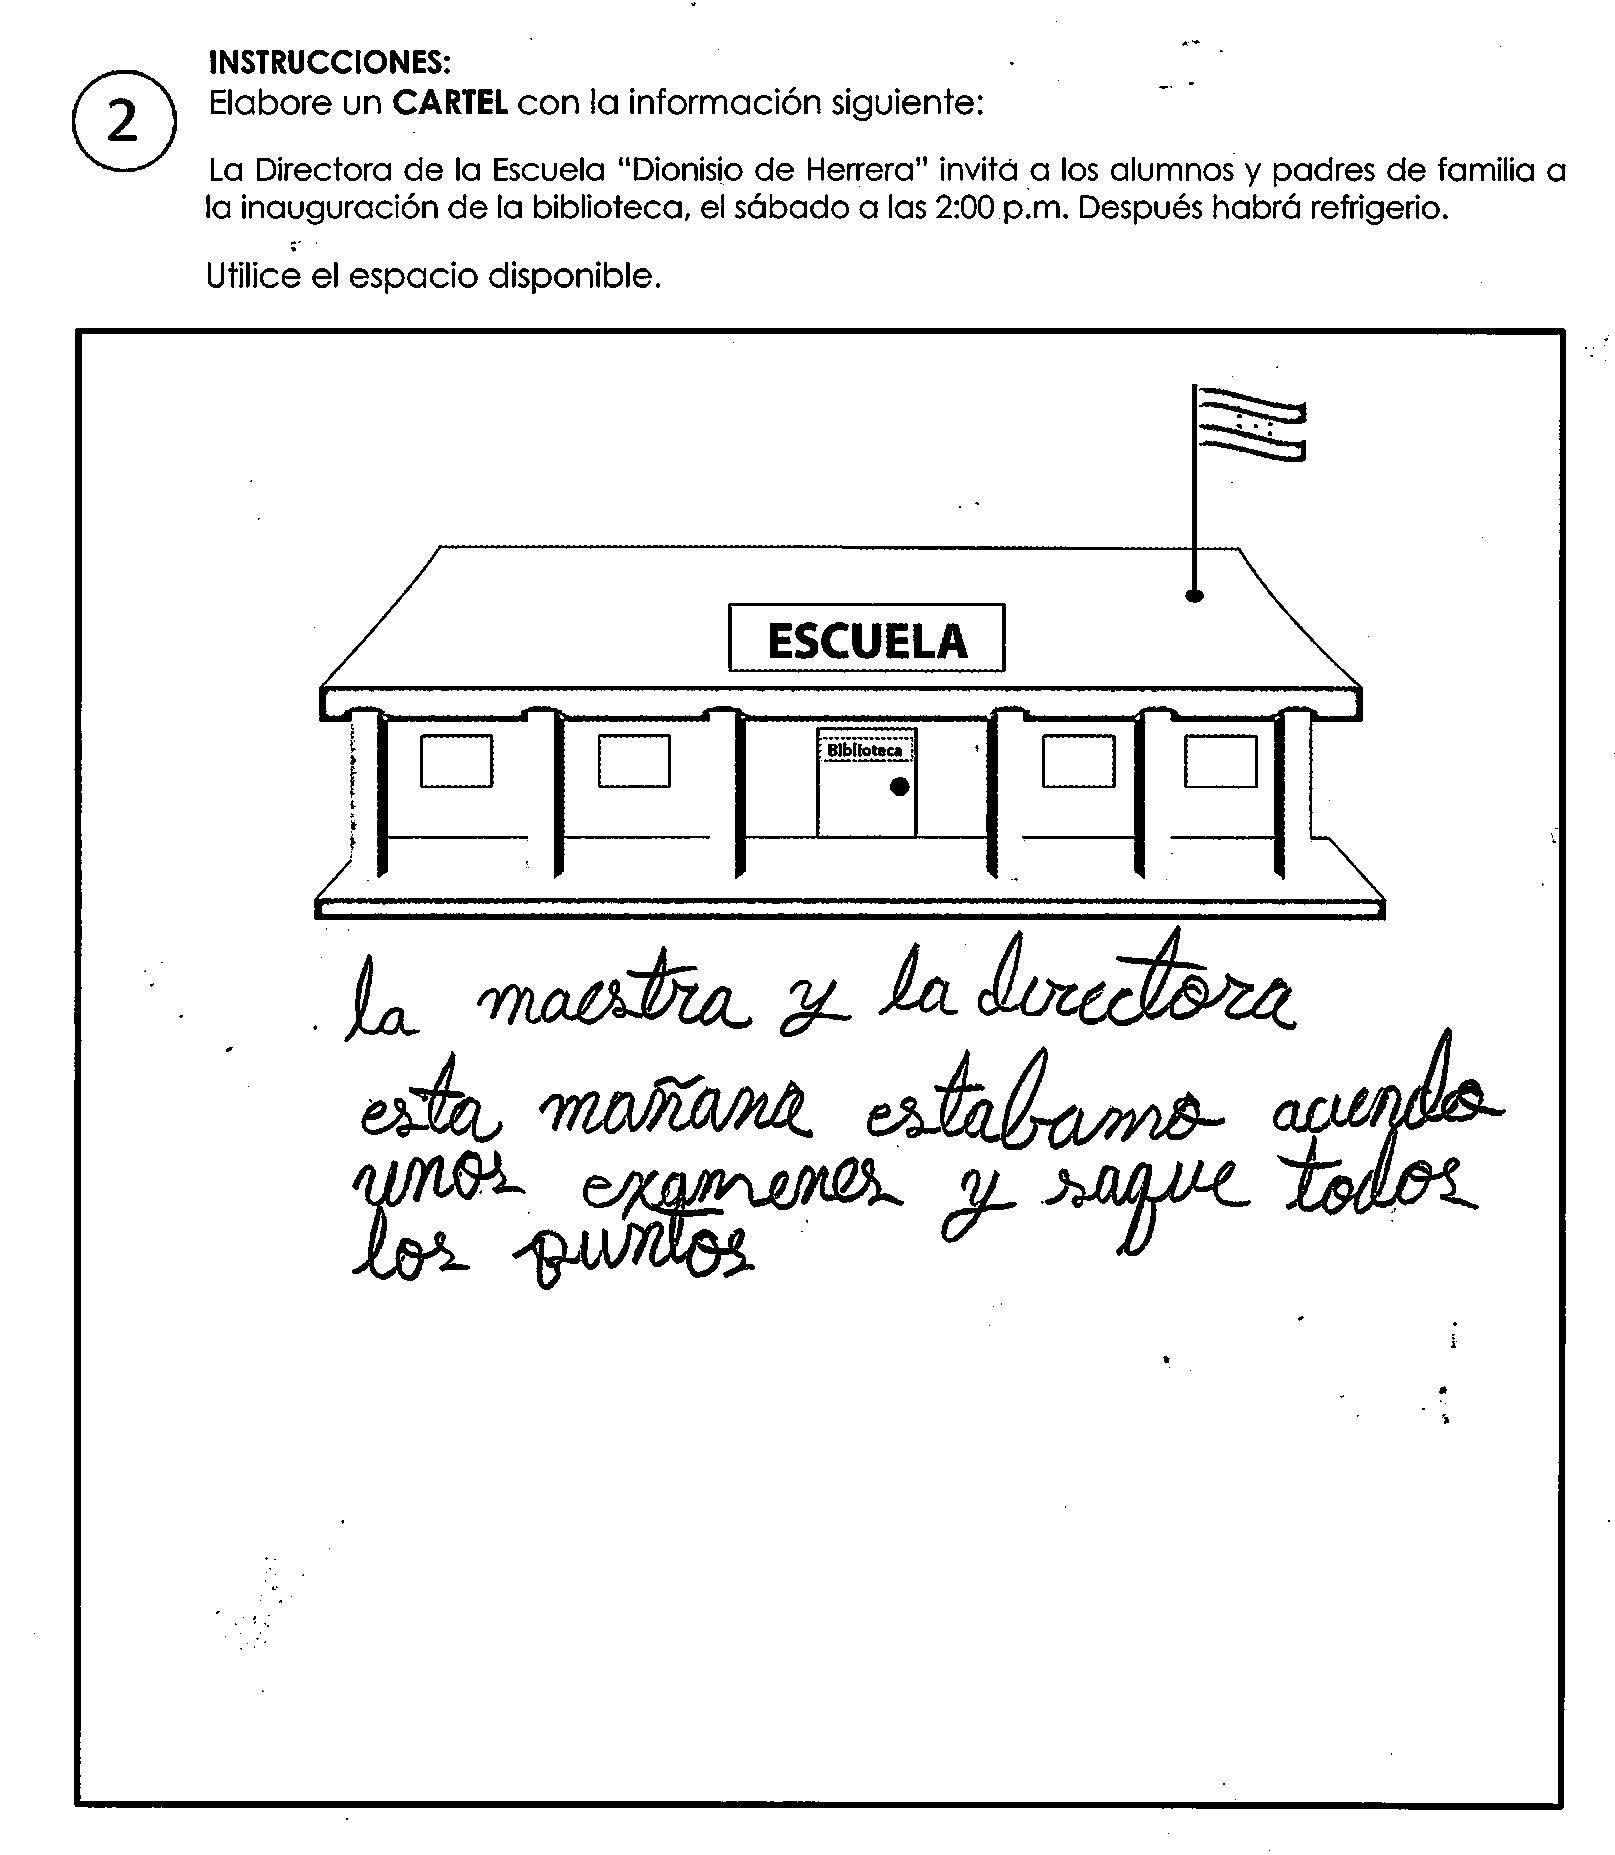 INSTRUCCIONES:
2
Elabore un CARTEL con la información siguiente:
La Directora de la Escuela "Dionisio de Herrera" invita a los alumnos y padres de familia a
la inauguración de la biblioteca, el sábado a las 2:00 p.m. Después habrá refrigerio.
Utilice el espacio disponible.
ESCUELA
Biblioteca
la maestra y la directora
esta mañana estabamo aciendo
unos examenes y saque todos
los puntos